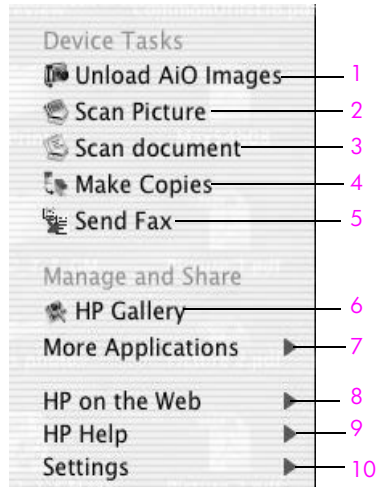 Device Tasks
Unload AiO Images 1
Scan Picture 2
Scan document 3
Make Copies 4
Send Fax 5
Manage and Share
HP Gallery 6
More Applications 7
HP on the Web 8
HP Help 9
Settings 10